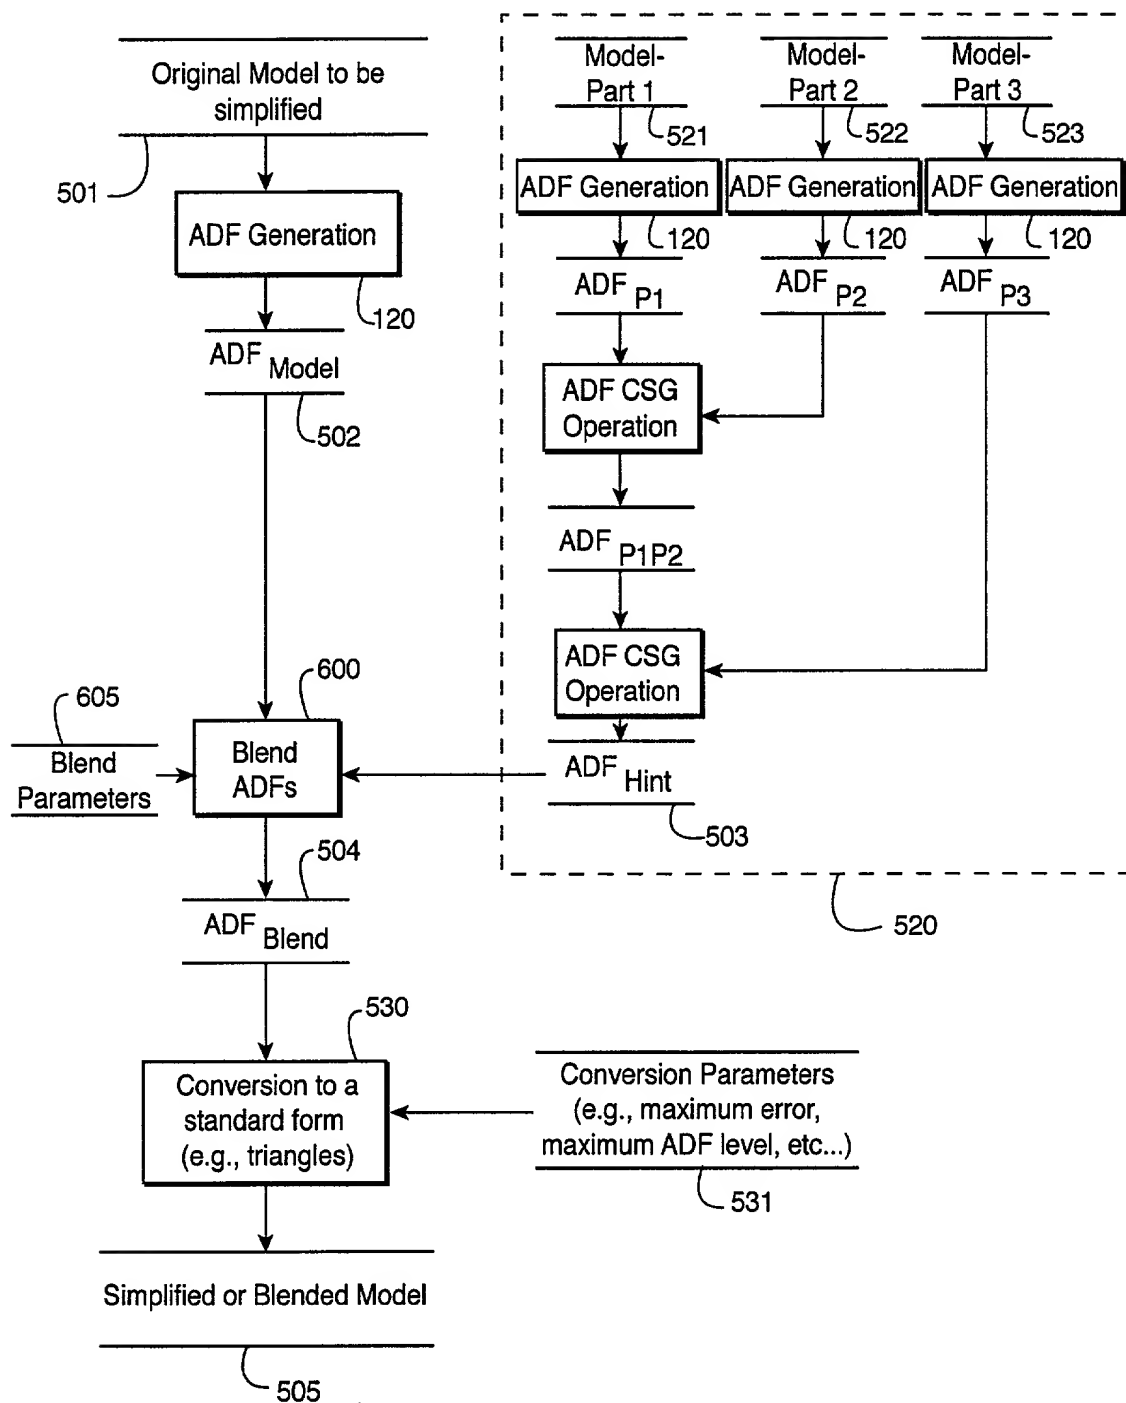 Original Model to be
simplified
501
ADF Generation
120
ADF Model
502
Model-
Part 1
521
ADF Generation
120
ADF P1
Model-
Part 2
522
ADF Generation
120
ADF P2
Model-
Part 3
523
ADF Generation
120
ADF P3
ADF CSG
Operation
ADF P1P2
ADF CSG
Operation
ADF Hint
503
520
605
Blend
Parameters
600
Blend
ADFs
504
ADF Blend
530
Conversion to a
standard form
(e.g., triangles)
Conversion Parameters
(e.g., maximum error,
maximum ADF level, etc...)
531
Simplified or Blended Model
505